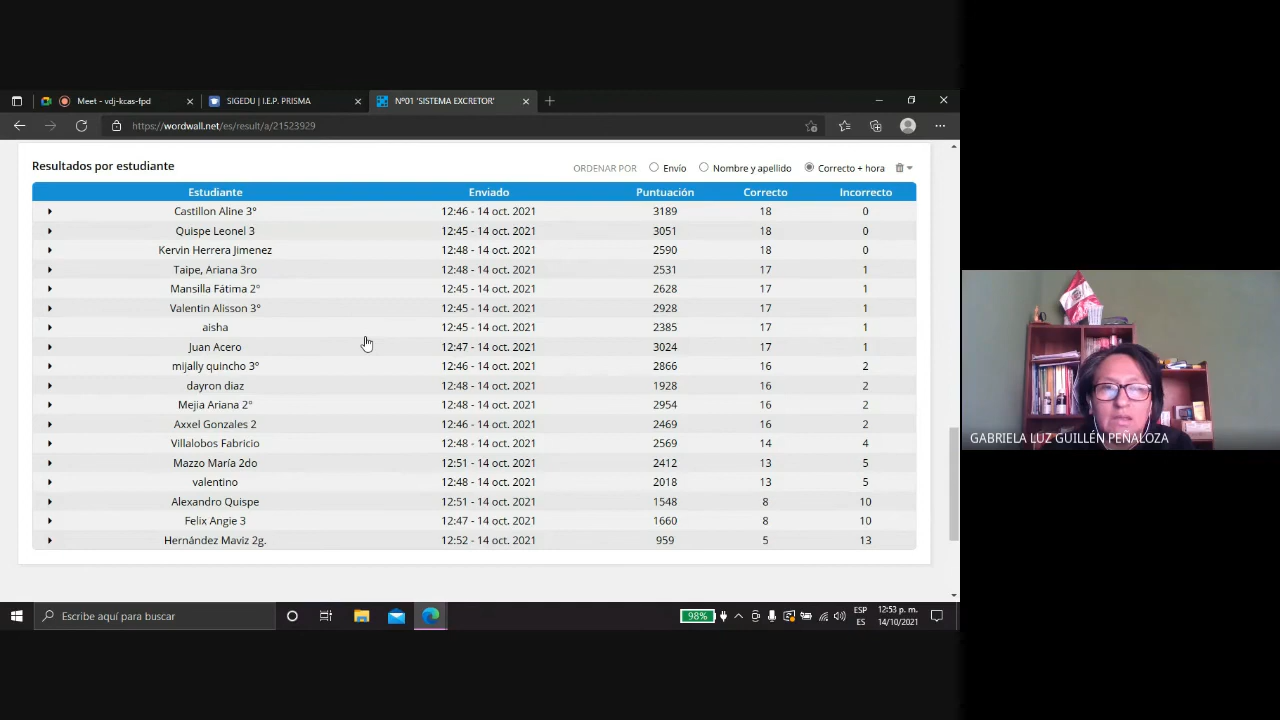 Meet - vdj-kcas-fpd
SIGEDU | I.E.P. PRISMA
Nº01 'SISTEMA EXCRETOR'
https://wordwall.net/es/result/a/21523929
Resultados por estudiante
ORDENAR POR Envío Nombre y apellido Correcto + hora
Estudiante Enviado Puntuación Correcto Incorrecto
Castillon Aline 3° 12:46 - 14 oct. 2021 3189 18 0
Quispe Leonel 3 12:45 - 14 oct. 2021 3051 18 0
Kervin Herrera Jimenez 12:48 - 14 oct. 2021 2590 18 0
Taipe, Ariana 3ro 12:48 - 14 oct. 2021 2531 17 1
Mansilla Fátima 2° 12:45 - 14 oct. 2021 2628 17 1
Valentin Alisson 3° 12:45 - 14 oct. 2021 2928 17 1
aisha 12:45 - 14 oct. 2021 2385 17 1
Juan Acero 12:47 - 14 oct. 2021 3024 17 1
mijally quincho 3° 12:46 - 14 oct. 2021 2866 16 2
dayron diaz 12:48 - 14 oct. 2021 1928 16 2
Mejia Ariana 2° 12:48 - 14 oct. 2021 2954 16 2
Axxel Gonzales 2 12:46 - 14 oct. 2021 2469 16 2
Villalobos Fabricio 12:48 - 14 oct. 2021 2569 14 4
Mazzo María 2do 12:51 - 14 oct. 2021 2412 13 5
valentino 12:48 - 14 oct. 2021 2018 13 5
Alexandro Quispe 12:51 - 14 oct. 2021 1548 8 10
Felix Angie 3 12:47 - 14 oct. 2021 1660 8 10
Hernández Maviz 2g. 12:52 - 14 oct. 2021 959 5 13
GABRIELA LUZ GUILLÉN PEÑALOZA
Escribe aquí para buscar
98%
ESP
ES
12:53 p. m.
14/10/2021